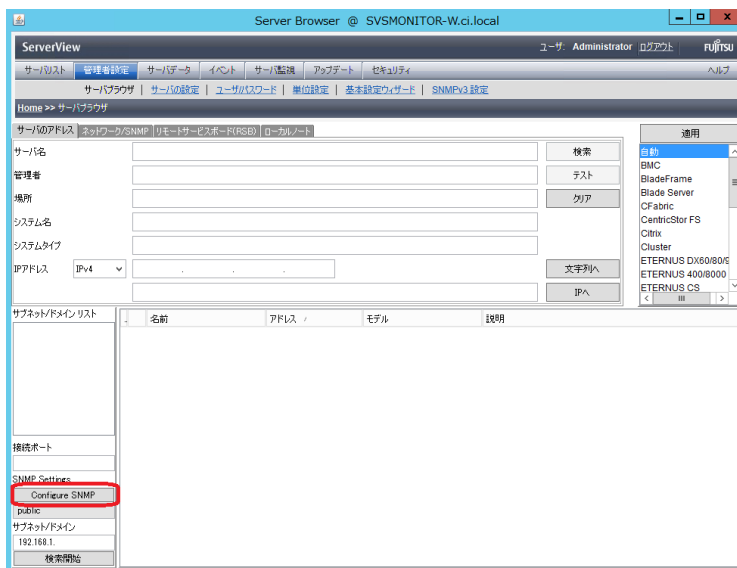 Server Browser @ SVSMONITOR-W.ci.local
ServerView
ユーザ: Administrator ログアウト FUJITSU
サーバリスト 管理者設定 サーバデータ イベント サーバ監視 アップデート セキュリティ ヘルプ
サーバブラウザ | サーバの設定 | ユーザ/パスワード | 単位設定 | 基本設定ウィザード | SNMPv3 設定
Home >> サーバブラウザ
サーバのアドレス ネットワーク/SNMP リモートサービスボード(RSB) ローカルノート
適用
サーバ名 検索
管理者 テスト
場所 クリア
システム名
システムタイプ
IPアドレス IPv4 . . . 文字列へ
IPへ
自動
BMC
BladeFrame
Blade Server
CFabric
CentricStor FS
Citrix
Cluster
ETERNUS DX60/80/9
ETERNUS 400/8000
ETERNUS CS
サブネット/ドメイン リスト
名前 アドレス / モデル 説明
接続ポート
SNMP Settings
Configure SNMP
public
サブネット/ドメイン
192.168.1.
検索開始